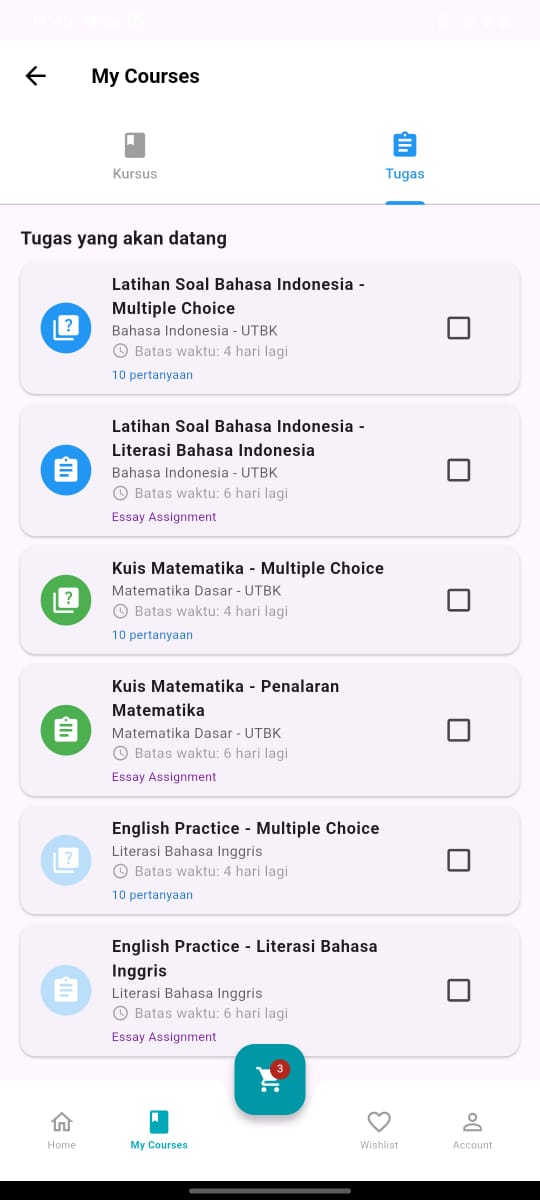 My Courses
Kursus
Tugas
Tugas yang akan datang
Latihan Soal Bahasa Indonesia -
Multiple Choice
Bahasa Indonesia - UTBK
Batas waktu: 4 hari lagi
10 pertanyaan
Latihan Soal Bahasa Indonesia -
Literasi Bahasa Indonesia
Bahasa Indonesia - UTBK
Batas waktu: 6 hari lagi
Essay Assignment
Kuis Matematika - Multiple Choice
Matematika Dasar - UTBK
Batas waktu: 4 hari lagi
10 pertanyaan
Kuis Matematika - Penalaran
Matematika
Matematika Dasar - UTBK
Batas waktu: 6 hari lagi
Essay Assignment
English Practice - Multiple Choice
Literasi Bahasa Inggris
Batas waktu: 4 hari lagi
10 pertanyaan
English Practice - Literasi Bahasa
Inggris
Literasi Bahasa Inggris
Batas waktu: 6 hari lagi
Essay Assignment
3
Home
My Courses
Wishlist
Account